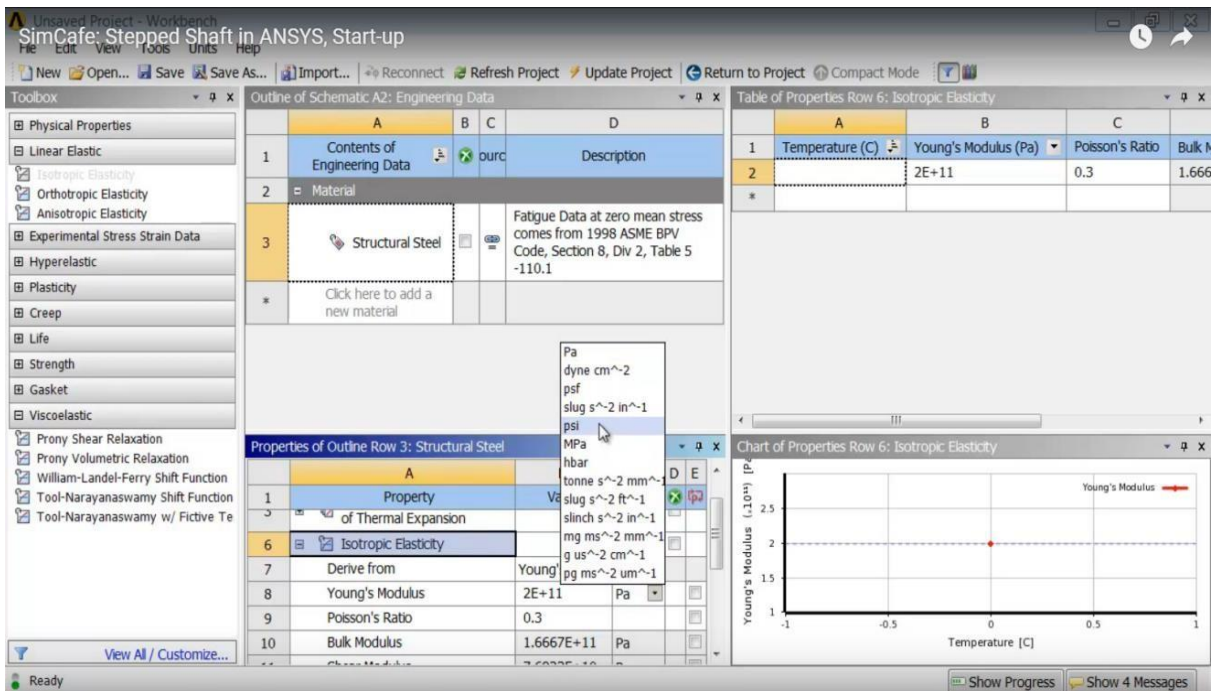 Unsaved Project - Workbench
SimCafe: Stepped Shaft in ANSYS, Start-up
File Edit View Tools Units Help
New Open... Save Save As... Import... Reconnect Refresh Project Update Project Return to Project Compact Mode
Toolbox
Physical Properties
Linear Elastic
Isotropic Elasticity
Orthotropic Elasticity
Anisotropic Elasticity
Experimental Stress Strain Data
Hyperelastic
Plasticity
Creep
Life
Strength
Gasket
Viscoelastic
Prony Shear Relaxation
Prony Volumetric Relaxation
William-Landel-Ferry Shift Function
Tool-Narayanaswamy Shift Function
Tool-Narayanaswamy w/ Fictive Te
View All / Customize...
Outline of Schematic A2: Engineering Data
A B C D
1 Contents of Engineering Data ourc Description
2 Material
3 Structural Steel
Fatigue Data at zero mean stress
comes from 1998 ASME BPV
Code, Section 8, Div 2, Table 5
-110.1
* Click here to add a
new material
Pa
dyne cm^-2
psf
slug s^-2 in^-1
psi
MPa
hbar
tonne s^-2 mm^-1
slug s^-2 ft^-1
slinch s^-2 in^-1
mg ms^-2 mm^-1
g us^-2 cm^-1
pg ms^-2 um^-1
Properties of Outline Row 3: Structural Steel
A D E
1 Property Va
5 of Thermal Expansion
6 Isotropic Elasticity
7 Derive from Young'
8 Young's Modulus 2E+11 Pa
9 Poisson's Ratio 0.3
10 Bulk Modulus 1.6667E+11 Pa
Table of Properties Row 6: Isotropic Elasticity
A B C
1 Temperature (C) Young's Modulus (Pa) Poisson's Ratio Bulk M
2 2E+11 0.3 1.666
*
Chart of Properties Row 6: Isotropic Elasticity
Young's Modulus
Young's Modulus (.10¹¹) [Pa
2.5
2
1.5
1
-1 -0.5 0 0.5 1
Temperature [C]
Ready
Show Progress Show 4 Messages